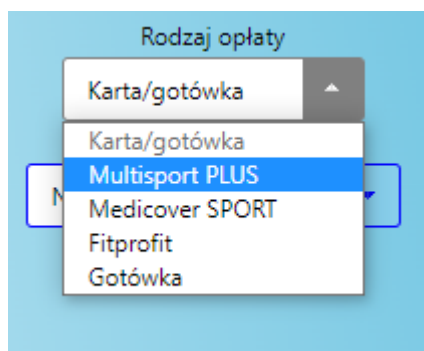 Rodzaj opłaty
Karta/gotówka
Karta/gotówka
Multisport PLUS
Medicover SPORT
Fitprofit
Gotówka